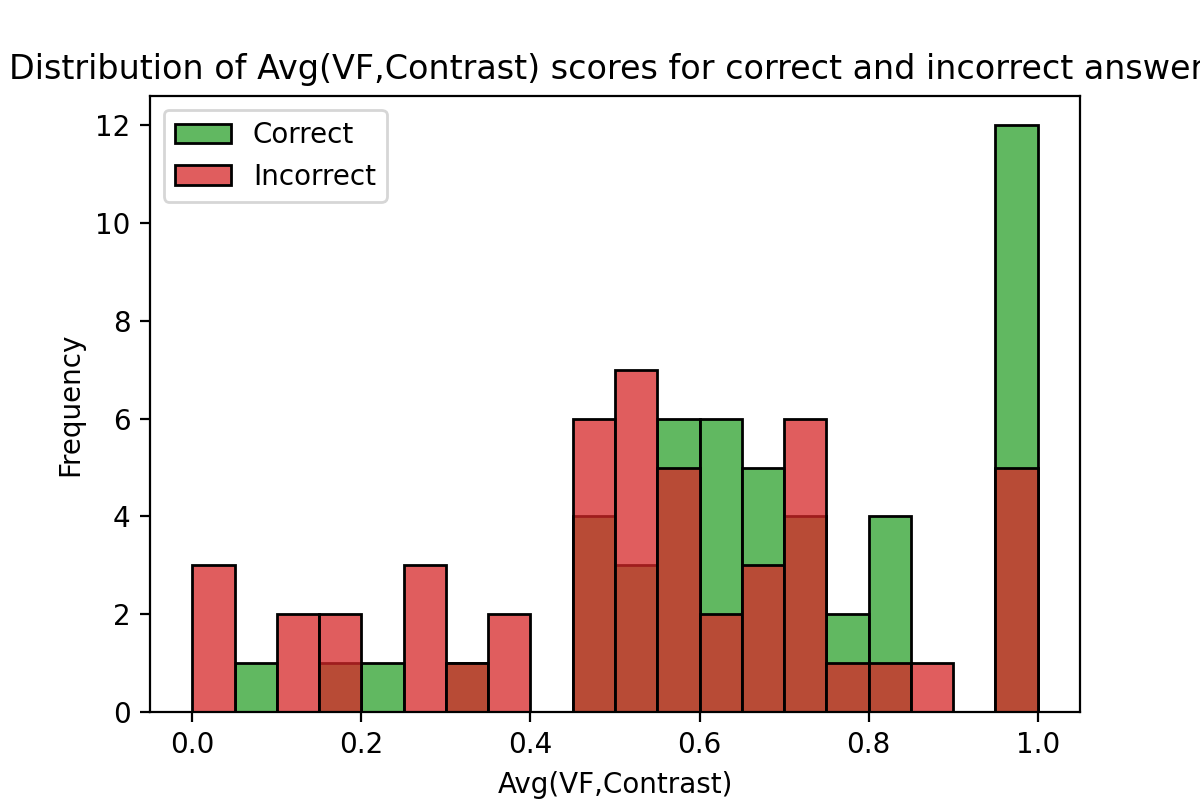 Distribution of Avg(VF,Contrast) scores for correct and incorrect answer
Correct
Incorrect
12
10
8
6
4
2
0
Frequency
0.0 0.2 0.4 0.6 0.8 1.0
Avg(VF,Contrast)